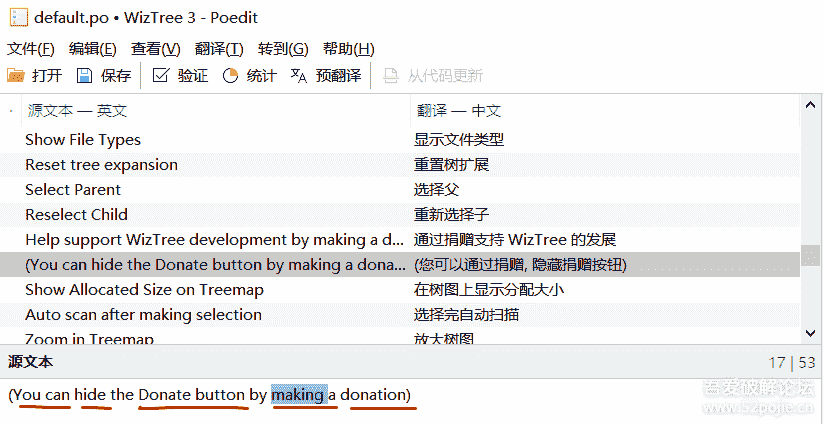 default.po • WizTree 3 - Poedit
文件(F) 编辑(E) 查看(V) 翻译(T) 转到(G) 帮助(H)
打开 保存 验证 统计 预翻译 从代码更新
源文本 — 英文 翻译 — 中文
Show File Types 显示文件类型
Reset tree expansion 重置树扩展
Select Parent 选择父
Reselect Child 重新选择子
Help support WizTree development by making a d... 通过捐赠支持 WizTree 的发展
(You can hide the Donate button by making a dona... (您可以通过捐赠, 隐藏捐赠按钮)
Show Allocated Size on Treemap 在树图上显示分配大小
Auto scan after making selection 选择完自动扫描
Zoom in Treemap 放大树图
源文本 17 | 53
(You can hide the Donate button by making a donation)
吾爱破解论坛
www.52pojie.cn